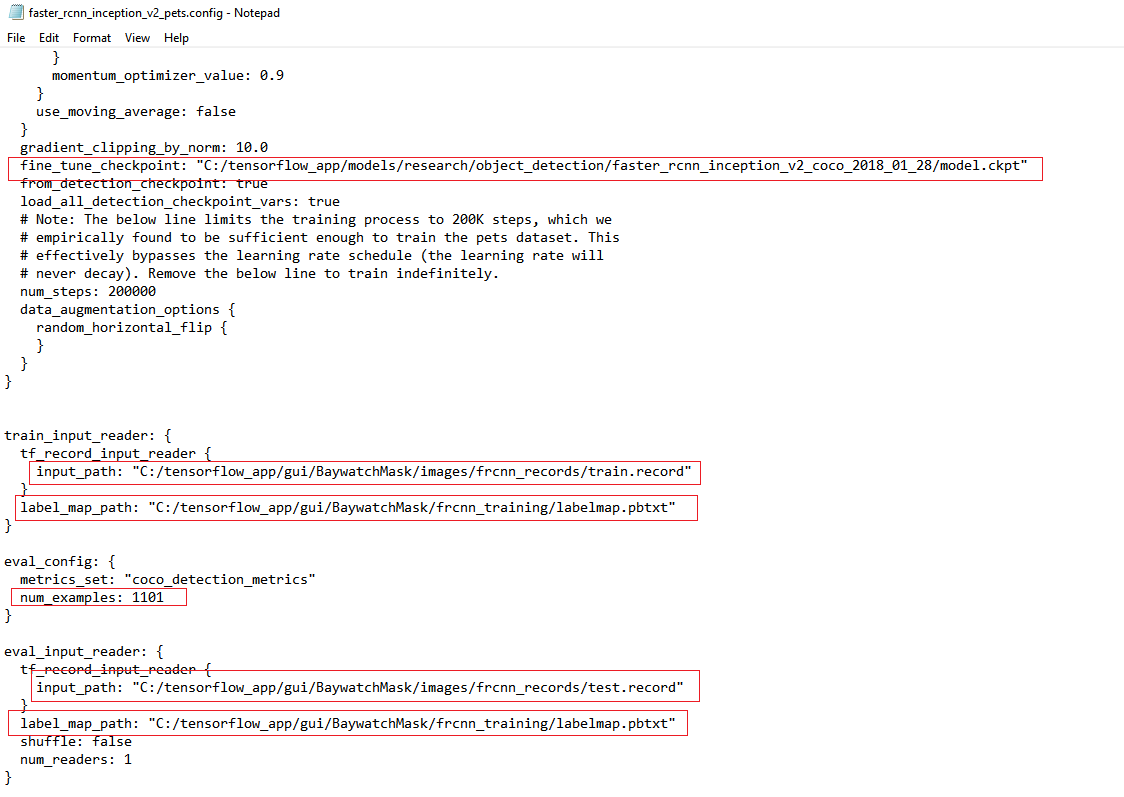 faster_rcnn_inception_v2_pets.config - Notepad
File Edit Format View Help
}
momentum_optimizer_value: 0.9
}
use_moving_average: false
}
gradient_clipping_by_norm: 10.0
fine_tune_checkpoint: "C:/tensorflow_app/models/research/object_detection/faster_rcnn_inception_v2_coco_2018_01_28/model.ckpt"
from_detection_checkpoint: true
load_all_detection_checkpoint_vars: true
# Note: The below line limits the training process to 200K steps, which we
# empirically found to be sufficient enough to train the pets dataset. This
# effectively bypasses the learning rate schedule (the learning rate will
# never decay). Remove the below line to train indefinitely.
num_steps: 200000
data_augmentation_options {
random_horizontal_flip {
}
}
}
train_input_reader: {
tf_record_input_reader {
input_path: "C:/tensorflow_app/gui/BaywatchMask/images/frcnn_records/train.record"
}
label_map_path: "C:/tensorflow_app/gui/BaywatchMask/frcnn_training/labelmap.pbtxt"
}
eval_config: {
metrics_set: "coco_detection_metrics"
num_examples: 1101
}
eval_input_reader: {
tf_record_input_reader {
input_path: "C:/tensorflow_app/gui/BaywatchMask/images/frcnn_records/test.record"
}
label_map_path: "C:/tensorflow_app/gui/BaywatchMask/frcnn_training/labelmap.pbtxt"
shuffle: false
num_readers: 1
}